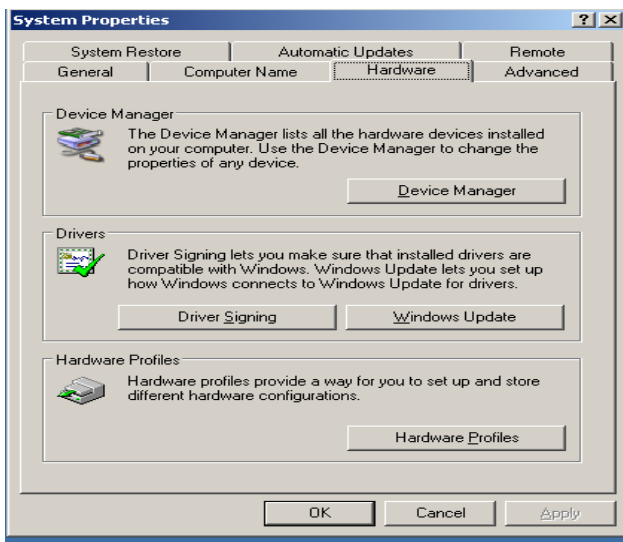 System Properties
System Restore Automatic Updates Remote
General Computer Name Hardware Advanced
Device Manager
The Device Manager lists all the hardware devices installed
on your computer. Use the Device Manager to change the
properties of any device.
Device Manager
Drivers
Driver Signing lets you make sure that installed drivers are
compatible with Windows. Windows Update lets you set up
how Windows connects to Windows Update for drivers.
Driver Signing Windows Update
Hardware Profiles
Hardware profiles provide a way for you to set up and store
different hardware configurations.
Hardware Profiles
OK Cancel Apply